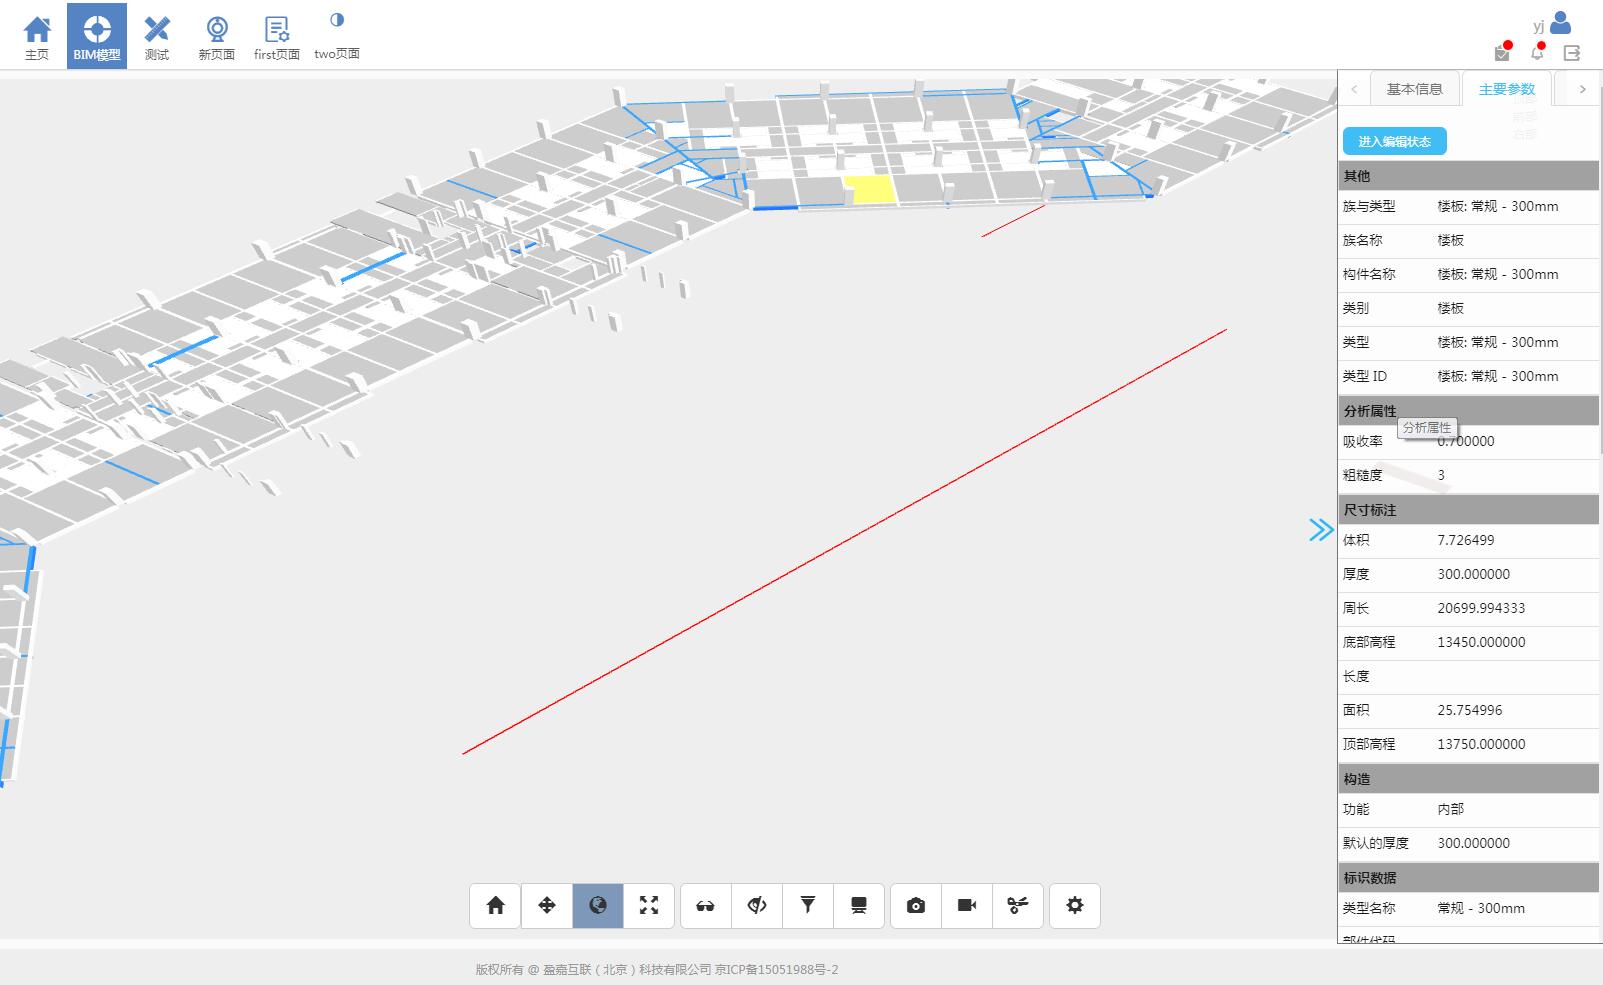 主页
BIM模型
测试
新页面
first页面
two页面
yj
基本信息
主要参数
进入编辑状态
其他
族与类型 楼板: 常规 - 300mm
族名称 楼板
构件名称 楼板: 常规 - 300mm
类别 楼板
类型 楼板: 常规 - 300mm
类型 ID 楼板: 常规 - 300mm
分析属性
分析属性
吸收率 0.700000
粗糙度 3
尺寸标注
体积 7.726499
厚度 300.000000
周长 20699.994333
底部高程 13450.000000
长度
面积 25.754996
顶部高程 13750.000000
构造
功能 内部
默认的厚度 300.000000
标识数据
类型名称 常规 - 300mm
部件代码
版权所有 @ 盈嘉互联（北京）科技有限公司 京ICP备15051988号-2